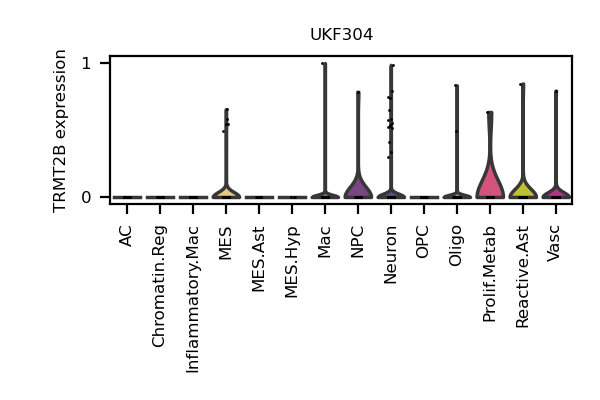 UKF304
TRMT2B expression
1
0
AC
Chromatin.Reg
Inflammatory.Mac
MES
MES.Ast
MES.Hyp
Mac
NPC
Neuron
OPC
Oligo
Prolif.Metab
Reactive.Ast
Vasc